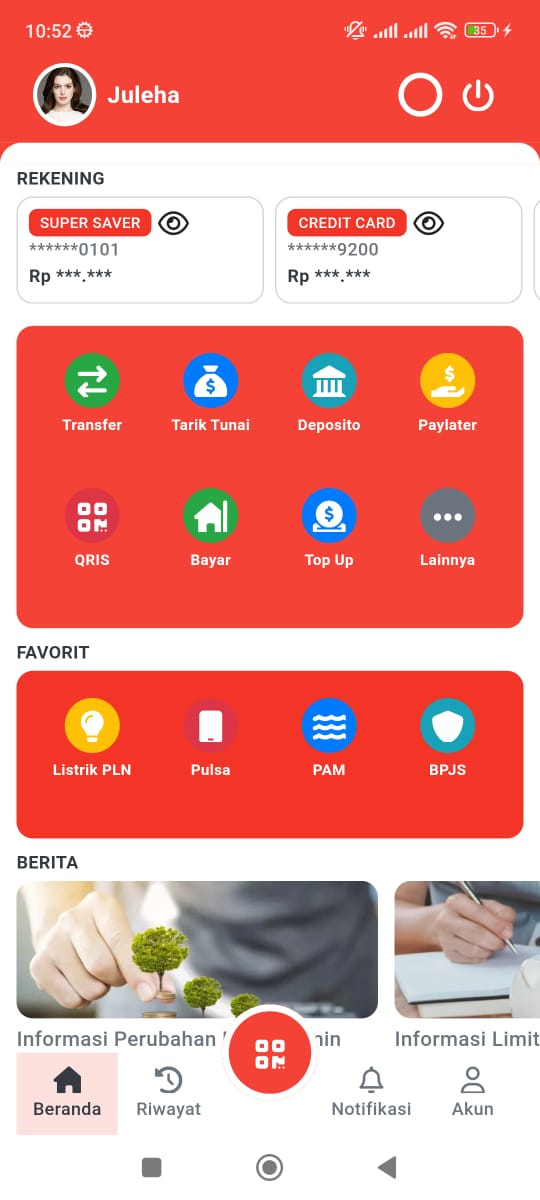 10:52
35
Juleha
REKENING
SUPER SAVER
******0101
Rp ***.***
CREDIT CARD
******9200
Rp ***.***
Transfer
Tarik Tunai
Deposito
Paylater
QRIS
Bayar
Top Up
Lainnya
FAVORIT
Listrik PLN
Pulsa
PAM
BPJS
BERITA
Informasi Perubahan
Informasi Limit
Beranda
Riwayat
Notifikasi
Akun